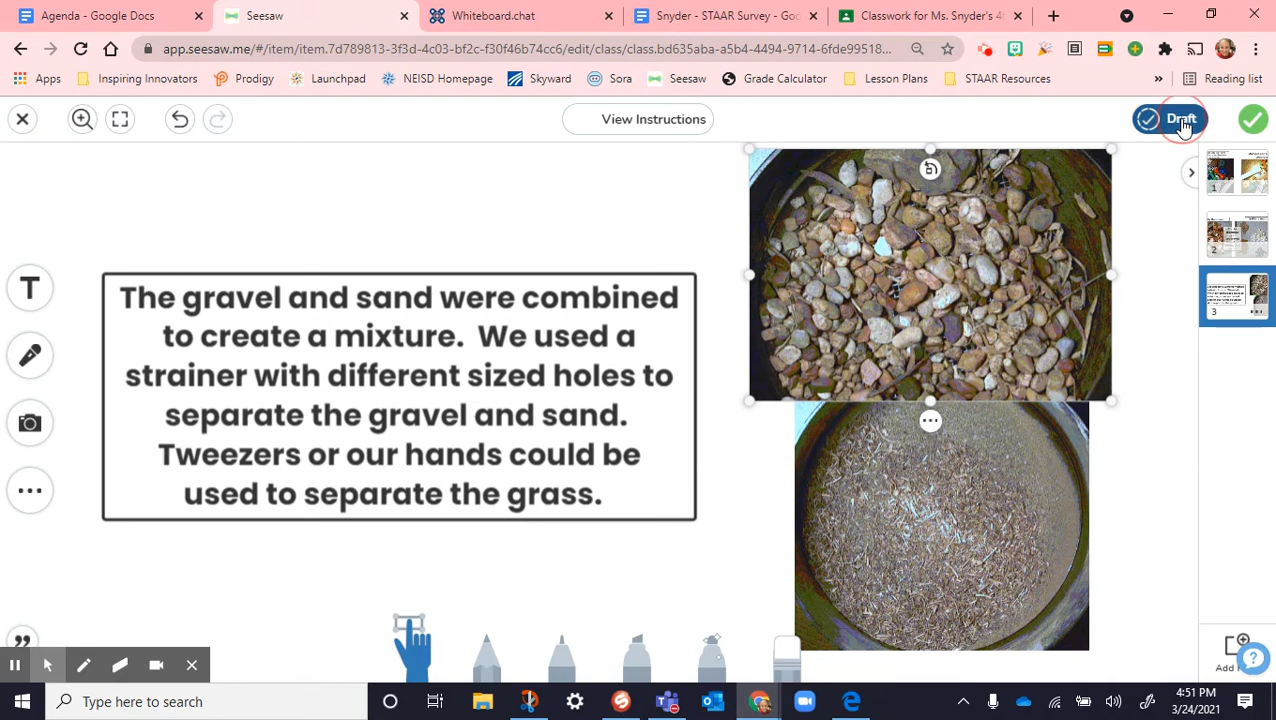 Agenda - Google Docs
Seesaw
Whiteboard.chat
Snyder - STAAR Survey - Goo
Classwork for Ms. Snyder's 4
app.seesaw.me/#/item/item.7d789813-3f3d-4c03-bf2c-f30f46b74cc6/edit/class/class.bd635aba-a5b4-4494-9714-6fde99518...
Apps
Inspiring Innovators
Prodigy
Launchpad
NEISD Homepage
Skyward
Sora
Seesaw
Grade Calculator
Lesson Plans
STAAR Resources
»
Reading list
View Instructions
Draft
The gravel and sand were combined
to create a mixture. We used a
strainer with different sized holes to
separate the gravel and sand.
Tweezers or our hands could be
used to separate the grass.
T
1
2
3
Add
?
Type here to search
4:51 PM
3/24/2021